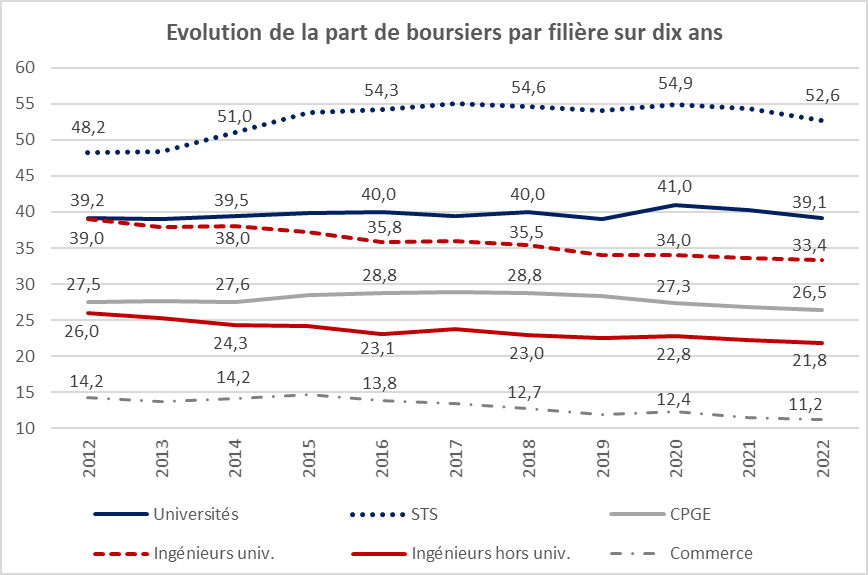 Evolution de la part de boursiers par filière sur dix ans
60
55
50
45
40
35
30
25
20
15
10
48,2 51,0 54,3 54,6 54,9 52,6
39,2 39,5 40,0 40,0 41,0 39,1
39,0 38,0 35,8 35,5 34,0 33,4
27,5 27,6 28,8 28,8 27,3 26,5
26,0 24,3 23,1 23,0 22,8 21,8
14,2 14,2 13,8 12,7 12,4 11,2
2012 2013 2014 2015 2016 2017 2018 2019 2020 2021 2022
Universités STS CPGE
Ingénieurs univ. Ingénieurs hors univ. Commerce